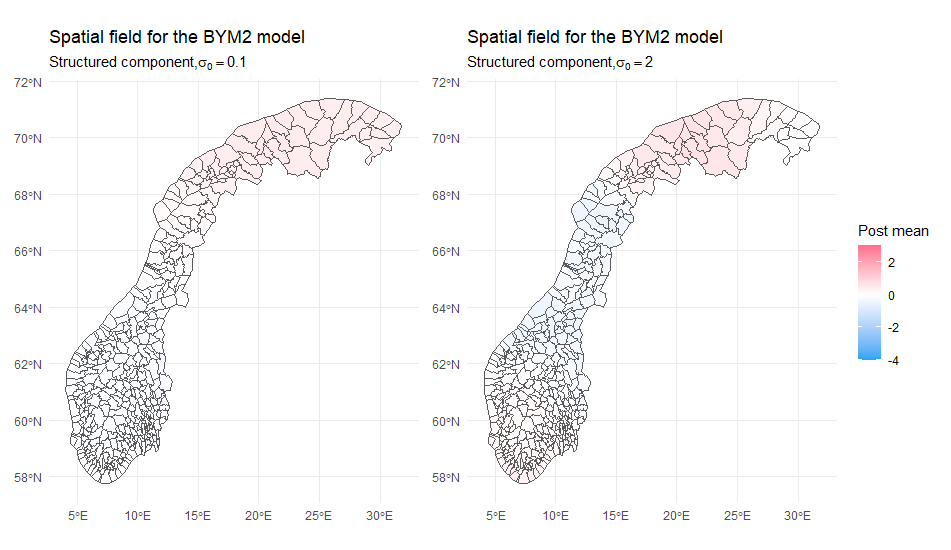 Spatial field for the BYM2 model
Structured component,σ₀ = 0.1
72°N
70°N
68°N
66°N
64°N
62°N
60°N
58°N
5°E 10°E 15°E 20°E 25°E 30°E
Spatial field for the BYM2 model
Structured component,σ₀ = 2
72°N
70°N
68°N
66°N
64°N
62°N
60°N
58°N
5°E 10°E 15°E 20°E 25°E 30°E
Post mean
2
0
-2
-4